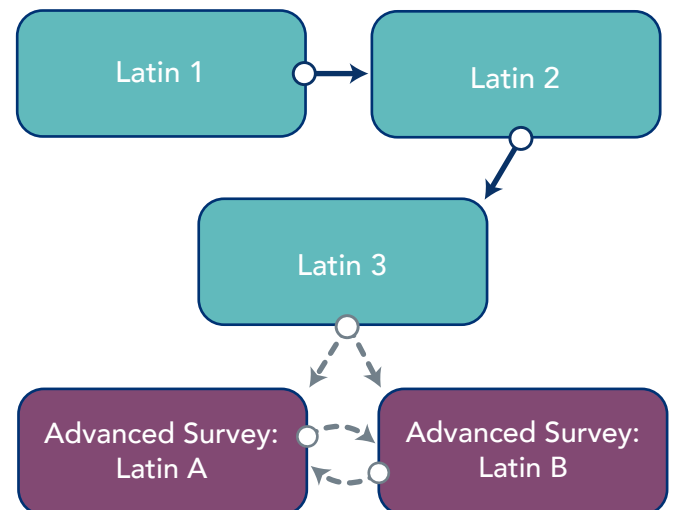 Latin 1
Latin 2
Latin 3
Advanced Survey:
Latin A
Advanced Survey:
Latin B